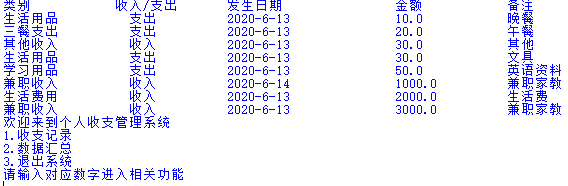 类别 收入/支出 发生日期 金额 备注
生活用品 支出 2020-6-13 10.0 晚餐
三餐支出 支出 2020-6-13 20.0 午餐
其他收入 收入 2020-6-13 30.0 其他
生活用品 支出 2020-6-13 30.0 文具
学习用品 支出 2020-6-13 50.0 英语资料
兼职收入 收入 2020-6-14 1000.0 兼职家教
生活费用 收入 2020-6-13 2000.0 生活费
兼职收入 收入 2020-6-13 3000.0 兼职家教
欢迎来到个人收支管理系统
1.收支记录
2.数据汇总
3.退出系统
请输入对应数字进入相关功能